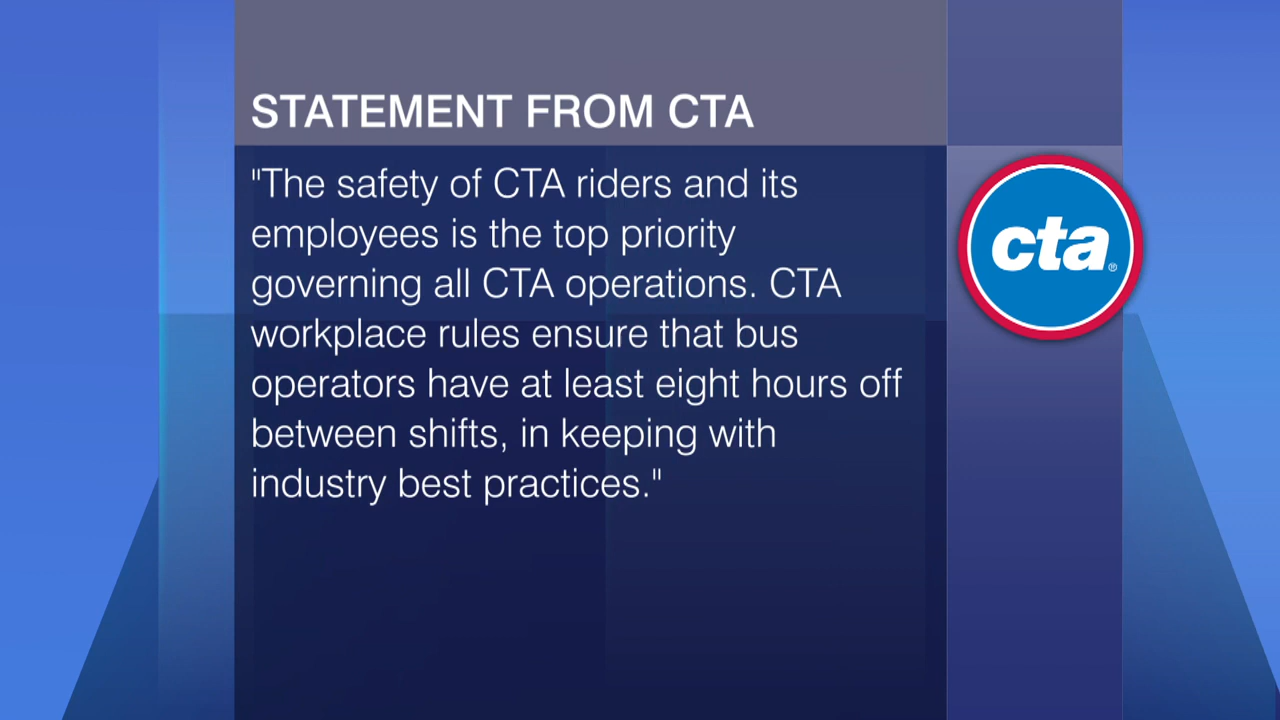 STATEMENT FROM CTA
"The safety of CTA riders and its
employees is the top priority
governing all CTA operations. CTA
workplace rules ensure that bus
operators have at least eight hours off
between shifts, in keeping with
industry best practices."
cta®